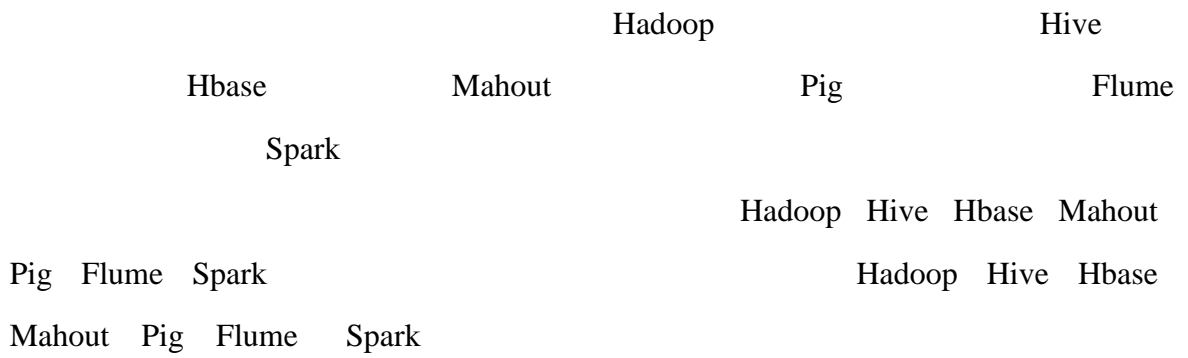 Hadoop Hive
Hbase Mahout Pig Flume
Spark
Hadoop Hive Hbase Mahout
Pig Flume Spark Hadoop Hive Hbase
Mahout Pig Flume Spark